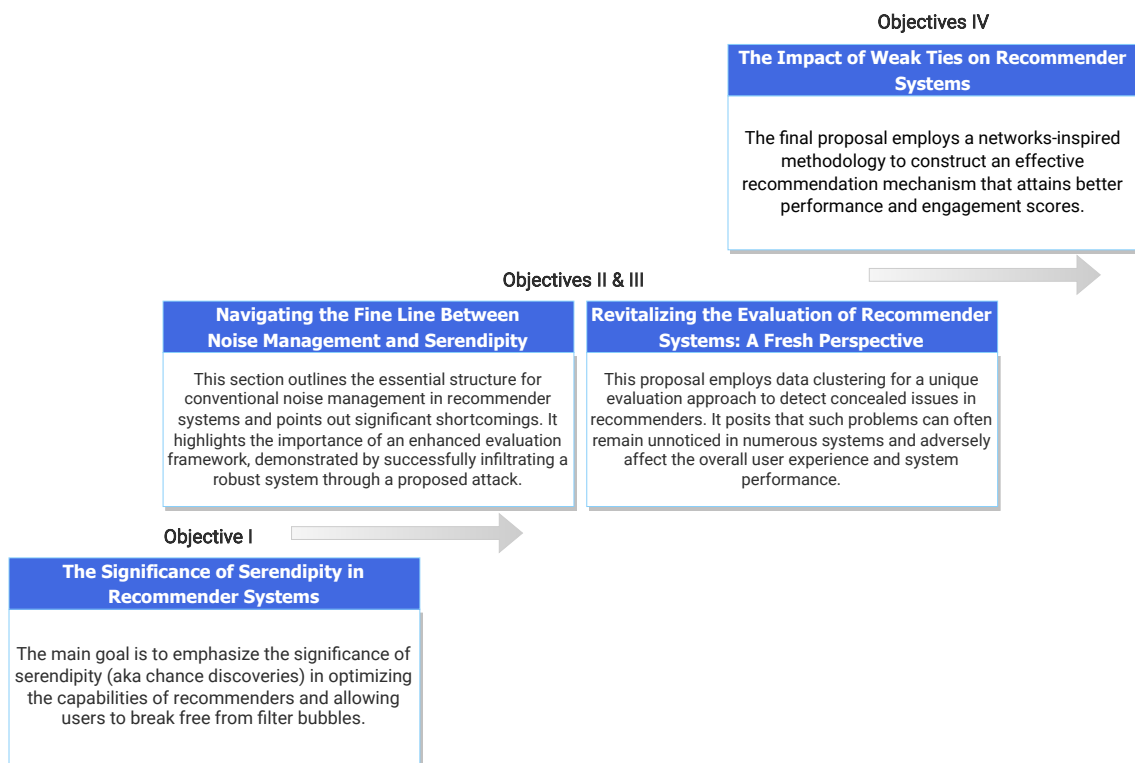 Objectives IV
The Impact of Weak Ties on Recommender
Systems
The final proposal employs a networks-inspired
methodology to construct an effective
recommendation mechanism that attains better
performance and engagement scores.
Objectives II & III
Navigating the Fine Line Between
Noise Management and Serendipity
This section outlines the essential structure for
conventional noise management in recommender
systems and points out significant shortcomings. It
highlights the importance of an enhanced evaluation
framework, demonstrated by successfully infiltrating a
robust system through a proposed attack.
Revitalizing the Evaluation of Recommender
Systems: A Fresh Perspective
This proposal employs data clustering for a unique
evaluation approach to detect concealed issues in
recommenders. It posits that such problems can often
remain unnoticed in numerous systems and adversely
affect the overall user experience and system
performance.
Objective I
The Significance of Serendipity in
Recommender Systems
The main goal is to emphasize the significance of
serendipity (aka chance discoveries) in optimizing
the capabilities of recommenders and allowing
users to break free from filter bubbles.